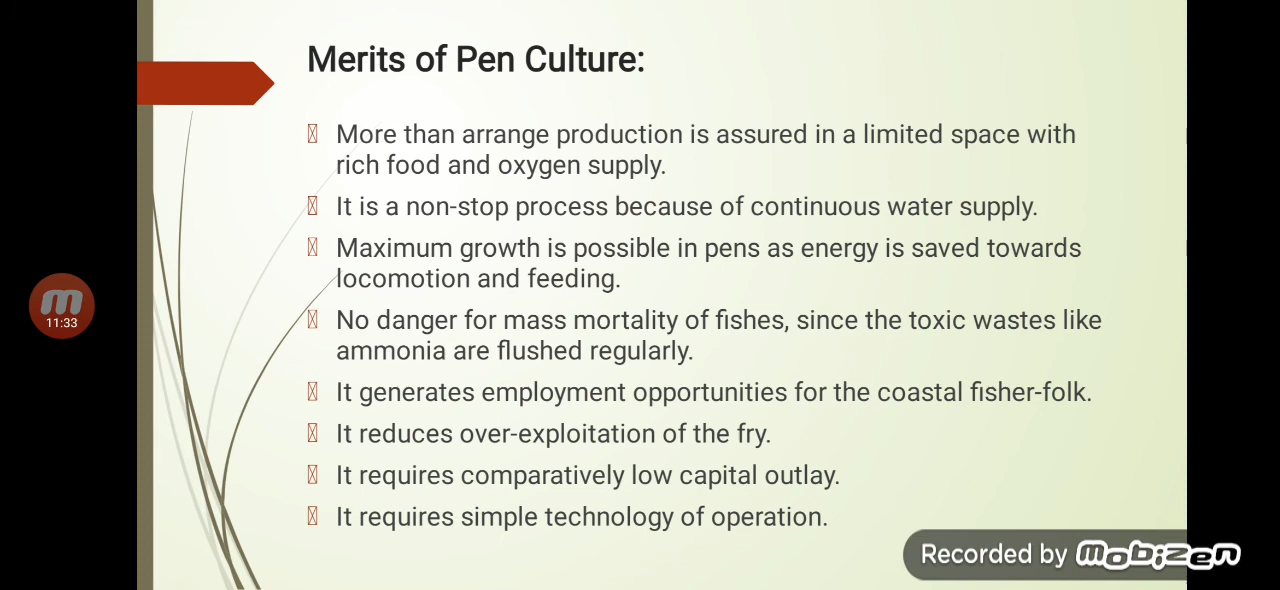 Merits of Pen Culture:
More than arrange production is assured in a limited space with
rich food and oxygen supply.
It is a non-stop process because of continuous water supply.
Maximum growth is possible in pens as energy is saved towards
locomotion and feeding.
No danger for mass mortality of fishes, since the toxic wastes like
ammonia are flushed regularly.
It generates employment opportunities for the coastal fisher-folk.
It reduces over-exploitation of the fry.
It requires comparatively low capital outlay.
It requires simple technology of operation.
m
11:33
Recorded by Mobizen